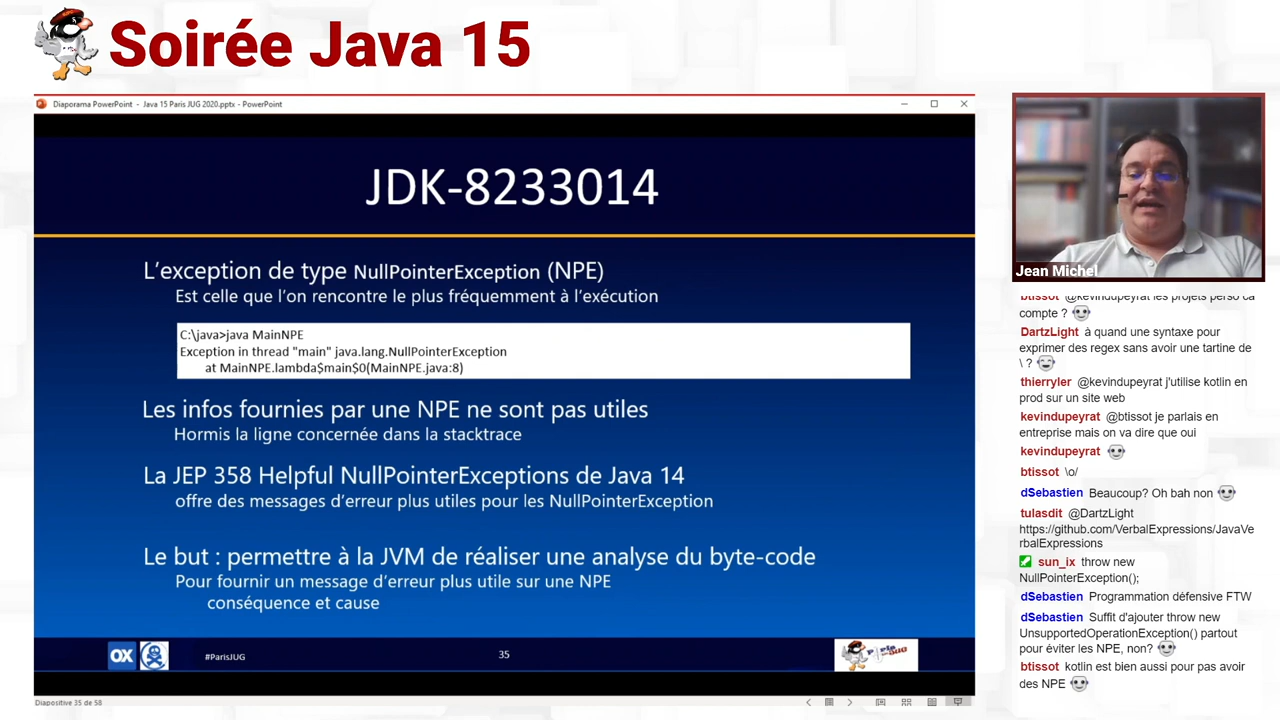 Soirée Java 15
Diaporama PowerPoint - Java 15 Paris JUG 2020.pptx - PowerPoint
JDK-8233014
L'exception de type NullPointerException (NPE)
Est celle que l'on rencontre le plus fréquemment à l'exécution
C:\java>java MainNPE
Exception in thread "main" java.lang.NullPointerException
at MainNPE.lambda$main$0(MainNPE.java:8)
Les infos fournies par une NPE ne sont pas utiles
Hormis la ligne concernée dans la stacktrace
La JEP 358 Helpful NullPointerExceptions de Java 14
offre des messages d'erreur plus utiles pour les NullPointerException
Le but : permettre à la JVM de réaliser une analyse du byte-code
Pour fournir un message d'erreur plus utile sur une NPE
conséquence et cause
OX
#ParisJUG
35
Diapositive 35 de 58
Jean Michel
btissot @kevindupeyrat les projets perso ca
compte ?
DartzLight à quand une syntaxe pour
exprimer des regex sans avoir une tartine de
\ ?
thierryler @kevindupeyrat j'utilise kotlin en
prod sur un site web
kevindupeyrat @btissot je parlais en
entreprise mais on va dire que oui
kevindupeyrat
btissot \o/
dSebastien Beaucoup? Oh bah non
tulasdit @DartzLight
https://github.com/VerbalExpressions/JavaVe
rbalExpressions
sun_ix throw new
NullPointerException();
dSebastien Programmation défensive FTW
dSebastien Suffit d'ajouter throw new
UnsupportedOperationException() partout
pour éviter les NPE, non?
btissot kotlin est bien aussi pour pas avoir
des NPE